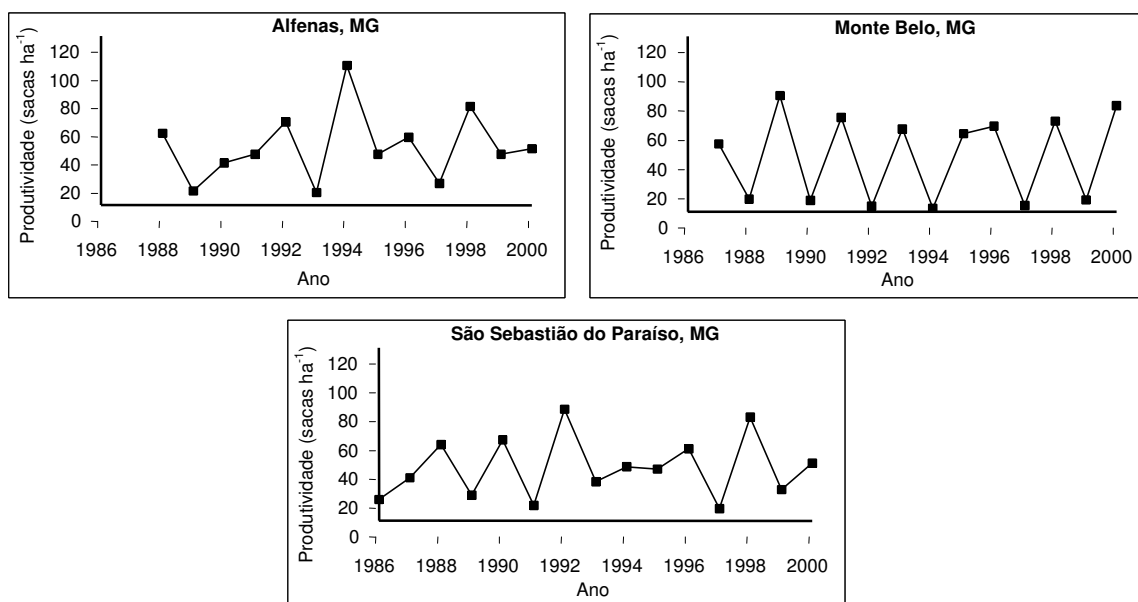 Alfenas, MG
Produtividade (sacas ha⁻¹)
120
100
80
60
40
20
0
1986 1988 1990 1992 1994 1996 1998 2000
Ano
Monte Belo, MG
Produtividade (sacas ha⁻¹)
120
100
80
60
40
20
0
1986 1988 1990 1992 1994 1996 1998 2000
Ano
São Sebastião do Paraíso, MG
Produtividade (sacas ha⁻¹)
120
100
80
60
40
20
0
1986 1988 1990 1992 1994 1996 1998 2000
Ano